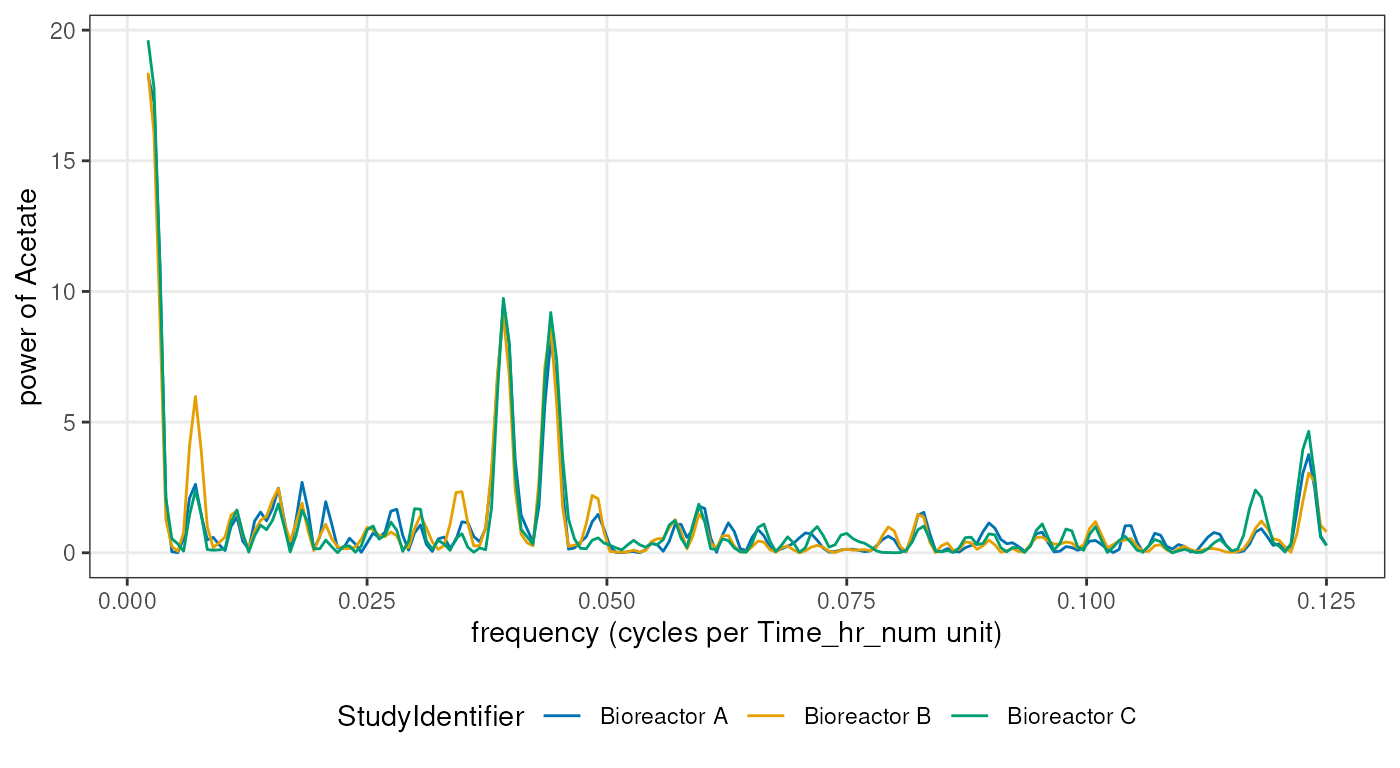 20
15
10
5
0
power of Acetate
0.000 0.025 0.050 0.075 0.100 0.125
frequency (cycles per Time_hr_num unit)
StudyIdentifier Bioreactor A Bioreactor B Bioreactor C